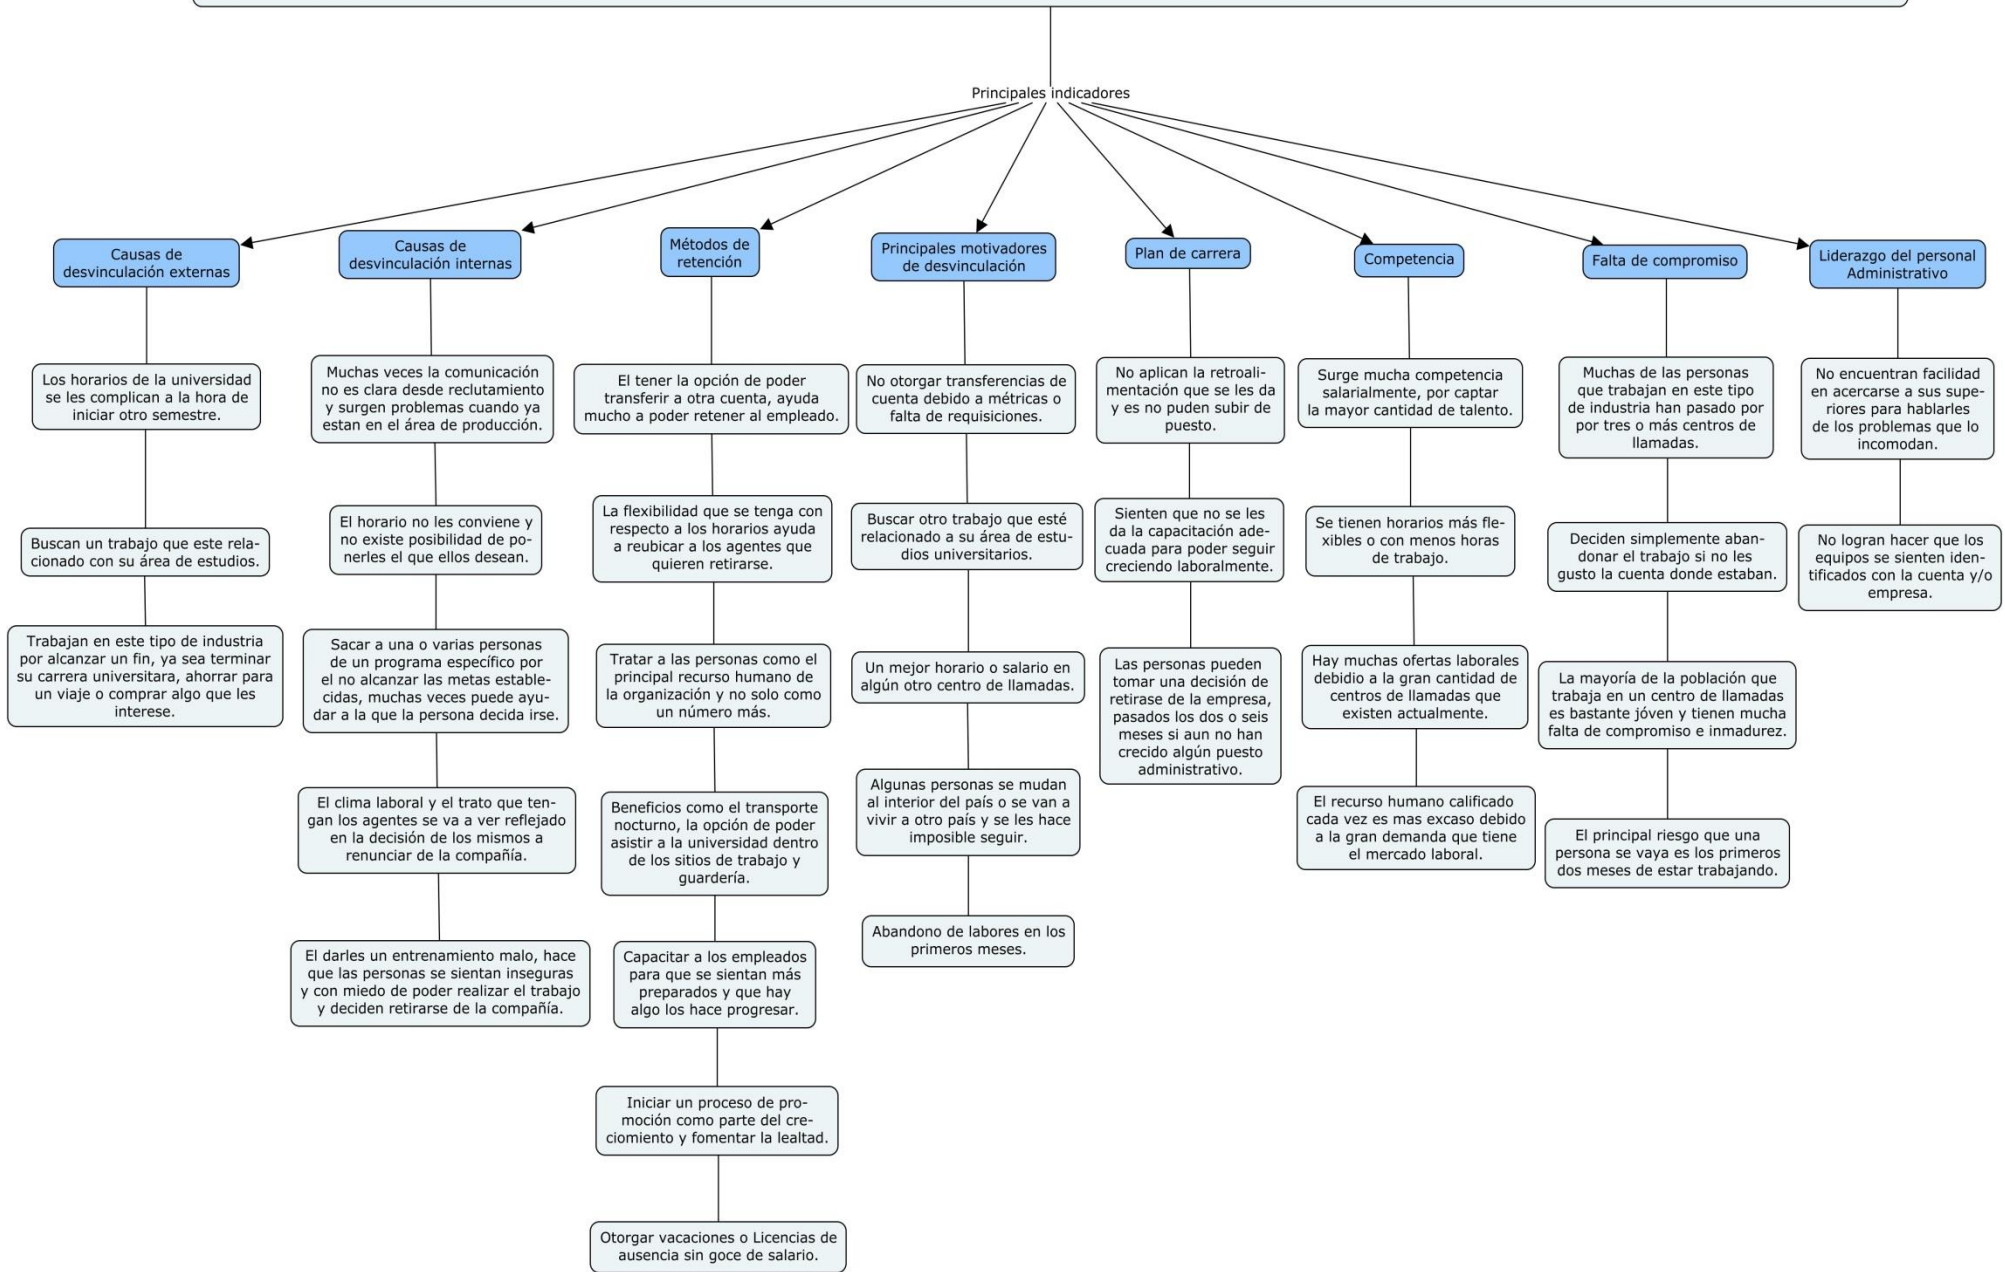 Principales indicadores
Causas de
desvinculación externas
Los horarios de la universidad
se les complican a la hora de
iniciar otro semestre.
Buscan un trabajo que este rela-
cionado con su área de estudios.
Trabajan en este tipo de industria
por alcanzar un fin, ya sea terminar
su carrera universitara, ahorrar para
un viaje o comprar algo que les
interese.
Causas de
desvinculación internas
Muchas veces la comunicación
no es clara desde reclutamiento
y surgen problemas cuando ya
estan en el área de producción.
El horario no les conviene y
no existe posibilidad de po-
nerles el que ellos desean.
Sacar a una o varias personas
de un programa específico por
el no alcanzar las metas estable-
cidas, muchas veces puede ayu-
dar a la que la persona decida irse.
El clima laboral y el trato que ten-
gan los agentes se va a ver reflejado
en la decisión de los mismos a
renunciar de la compañía.
El darles un entrenamiento malo, hace
que las personas se sientan inseguras
y con miedo de poder realizar el trabajo
y deciden retirarse de la compañía.
Métodos de
retención
El tener la opción de poder
transferir a otra cuenta, ayuda
mucho a poder retener al empleado.
La flexibilidad que se tenga con
respecto a los horarios ayuda
a reubicar a los agentes que
quieren retirarse.
Tratar a las personas como el
principal recurso humano de
la organización y no solo como
un número más.
Beneficios como el transporte
nocturno, la opción de poder
asistir a la universidad dentro
de los sitios de trabajo y
guardería.
Capacitar a los empleados
para que se sientan más
preparados y que hay
algo los hace progresar.
Iniciar un proceso de pro-
moción como parte del cre-
ciomiento y fomentar la lealtad.
Otorgar vacaciones o Licencias de
ausencia sin goce de salario.
Principales motivadores
de desvinculación
No otorgar transferencias de
cuenta debido a métricas o
falta de requisiciones.
Buscar otro trabajo que esté
relacionado a su área de estu-
dios universitarios.
Un mejor horario o salario en
algún otro centro de llamadas.
Algunas personas se mudan
al interior del país o se van a
vivir a otro país y se les hace
imposible seguir.
Abandono de labores en los
primeros meses.
Plan de carrera
No aplican la retroali-
mentación que se les da
y es no puden subir de
puesto.
Sienten que no se les
da la capacitación ade-
cuada para poder seguir
creciendo laboralmente.
Las personas pueden
tomar una decisión de
retirase de la empresa,
pasados los dos o seis
meses si aun no han
crecido algún puesto
administrativo.
Competencia
Surge mucha competencia
salarialmente, por captar
la mayor cantidad de talento.
Se tienen horarios más fle-
xibles o con menos horas
de trabajo.
Hay muchas ofertas laborales
debidio a la gran cantidad de
centros de llamadas que
existen actualmente.
El recurso humano calificado
cada vez es mas excaso debido
a la gran demanda que tiene
el mercado laboral.
Falta de compromiso
Muchas de las personas
que trabajan en este tipo
de industria han pasado por
por tres o más centros de
llamadas.
Deciden simplemente aban-
donar el trabajo si no les
gusto la cuenta donde estaban.
La mayoría de la población que
trabaja en un centro de llamadas
es bastante jóven y tienen mucha
falta de compromiso e inmadurez.
El principal riesgo que una
persona se vaya es los primeros
dos meses de estar trabajando.
Liderazgo del personal
Administrativo
No encuentran facilidad
en acercarse a sus supe-
riores para hablarles
de los problemas que lo
incomodan.
No logran hacer que los
equipos se sienten iden-
tificados con la cuenta y/o
empresa.